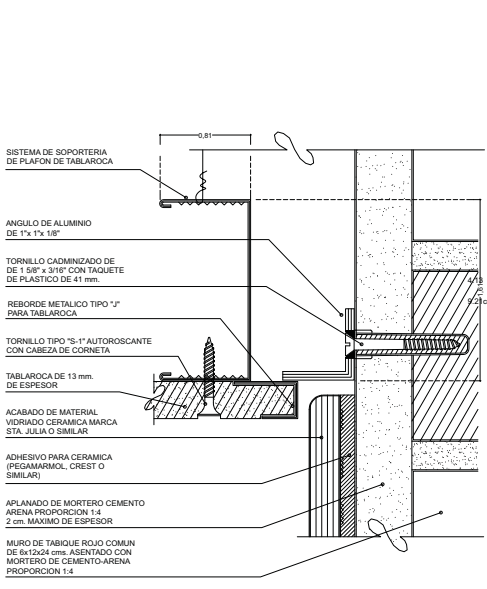 0,81
SISTEMA DE SOPORTERIA
DE PLAFON DE TABLAROCA
ANGULO DE ALUMINIO
DE 1"x 1"x 1/8"
TORNILLO CADMINIZADO DE
DE 1 5/8" x 3/16" CON TAQUETE
DE PLASTICO DE 41 mm.
REBORDE METALICO TIPO "J"
PARA TABLAROCA
TORNILLO TIPO "S-1" AUTOROSCANTE
CON CABEZA DE CORNETA
TABLAROCA DE 13 mm.
DE ESPESOR
ACABADO DE MATERIAL
VIDRIADO CERAMICA MARCA
STA. JULIA O SIMILAR
ADHESIVO PARA CERAMICA
(PEGAMARMOL, CREST O
SIMILAR)
APLANADO DE MORTERO CEMENTO
ARENA PROPORCION 1:4
2 cm. MAXIMO DE ESPESOR
MURO DE TABIQUE ROJO COMUN
DE 6x12x24 cms. ASENTADO CON
MORTERO DE CEMENTO-ARENA
PROPORCION 1:4